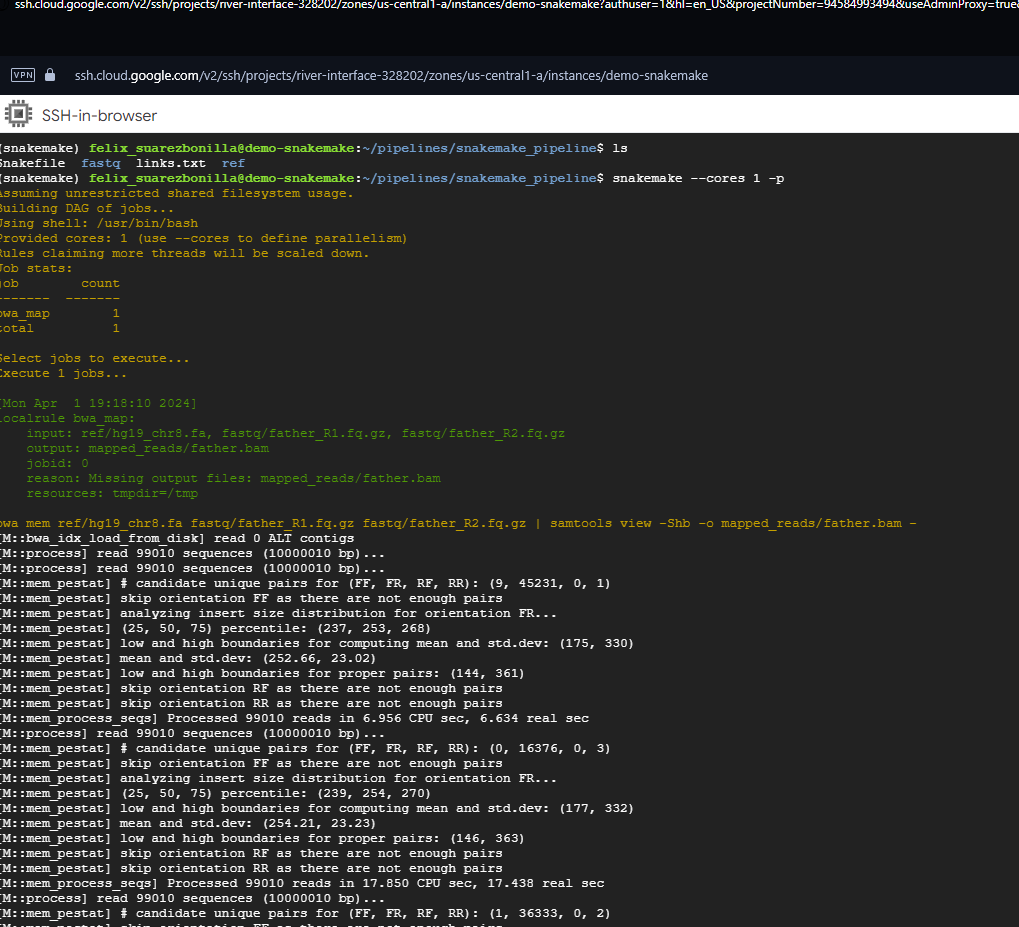 ssh.cloud.google.com/v2/ssh/projects/river-interface-328202/zones/us-central1-a/instances/demo-snakemake?authuser=1&hl=en_US&projectNumber=94584993494&useAdminProxy=true&
VPN ssh.cloud.google.com/v2/ssh/projects/river-interface-328202/zones/us-central1-a/instances/demo-snakemake
SSH-in-browser
(snakemake) felix_suarezbonilla@demo-snakemake:~/pipelines/snakemake_pipeline$ ls
Snakefile  fastq  links.txt  ref
(snakemake) felix_suarezbonilla@demo-snakemake:~/pipelines/snakemake_pipeline$ snakemake --cores 1 -p
Assuming unrestricted shared filesystem usage.
Building DAG of jobs...
Using shell: /usr/bin/bash
Provided cores: 1 (use --cores to define parallelism)
Rules claiming more threads will be scaled down.
Job stats:
job        count
-------  -------
bwa_map        1
total          1
Select jobs to execute...
Execute 1 jobs...
[Mon Apr  1 19:18:10 2024]
localrule bwa_map:
    input: ref/hg19_chr8.fa, fastq/father_R1.fq.gz, fastq/father_R2.fq.gz
    output: mapped_reads/father.bam
    jobid: 0
    reason: Missing output files: mapped_reads/father.bam
    resources: tmpdir=/tmp
bwa mem ref/hg19_chr8.fa fastq/father_R1.fq.gz fastq/father_R2.fq.gz | samtools view -Shb -o mapped_reads/father.bam -
[M::bwa_idx_load_from_disk] read 0 ALT contigs
[M::process] read 99010 sequences (10000010 bp)...
[M::process] read 99010 sequences (10000010 bp)...
[M::mem_pestat] # candidate unique pairs for (FF, FR, RF, RR): (9, 45231, 0, 1)
[M::mem_pestat] skip orientation FF as there are not enough pairs
[M::mem_pestat] analyzing insert size distribution for orientation FR...
[M::mem_pestat] (25, 50, 75) percentile: (237, 253, 268)
[M::mem_pestat] low and high boundaries for computing mean and std.dev: (175, 330)
[M::mem_pestat] mean and std.dev: (252.66, 23.02)
[M::mem_pestat] low and high boundaries for proper pairs: (144, 361)
[M::mem_pestat] skip orientation RF as there are not enough pairs
[M::mem_pestat] skip orientation RR as there are not enough pairs
[M::mem_process_seqs] Processed 99010 reads in 6.956 CPU sec, 6.634 real sec
[M::process] read 99010 sequences (10000010 bp)...
[M::mem_pestat] # candidate unique pairs for (FF, FR, RF, RR): (0, 16376, 0, 3)
[M::mem_pestat] skip orientation FF as there are not enough pairs
[M::mem_pestat] analyzing insert size distribution for orientation FR...
[M::mem_pestat] (25, 50, 75) percentile: (239, 254, 270)
[M::mem_pestat] low and high boundaries for computing mean and std.dev: (177, 332)
[M::mem_pestat] mean and std.dev: (254.21, 23.23)
[M::mem_pestat] low and high boundaries for proper pairs: (146, 363)
[M::mem_pestat] skip orientation RF as there are not enough pairs
[M::mem_pestat] skip orientation RR as there are not enough pairs
[M::mem_process_seqs] Processed 99010 reads in 17.850 CPU sec, 17.438 real sec
[M::process] read 99010 sequences (10000010 bp)...
[M::mem_pestat] # candidate unique pairs for (FF, FR, RF, RR): (1, 36333, 0, 2)
[M::mem_pestat] skip orientation FF as there are not enough pairs